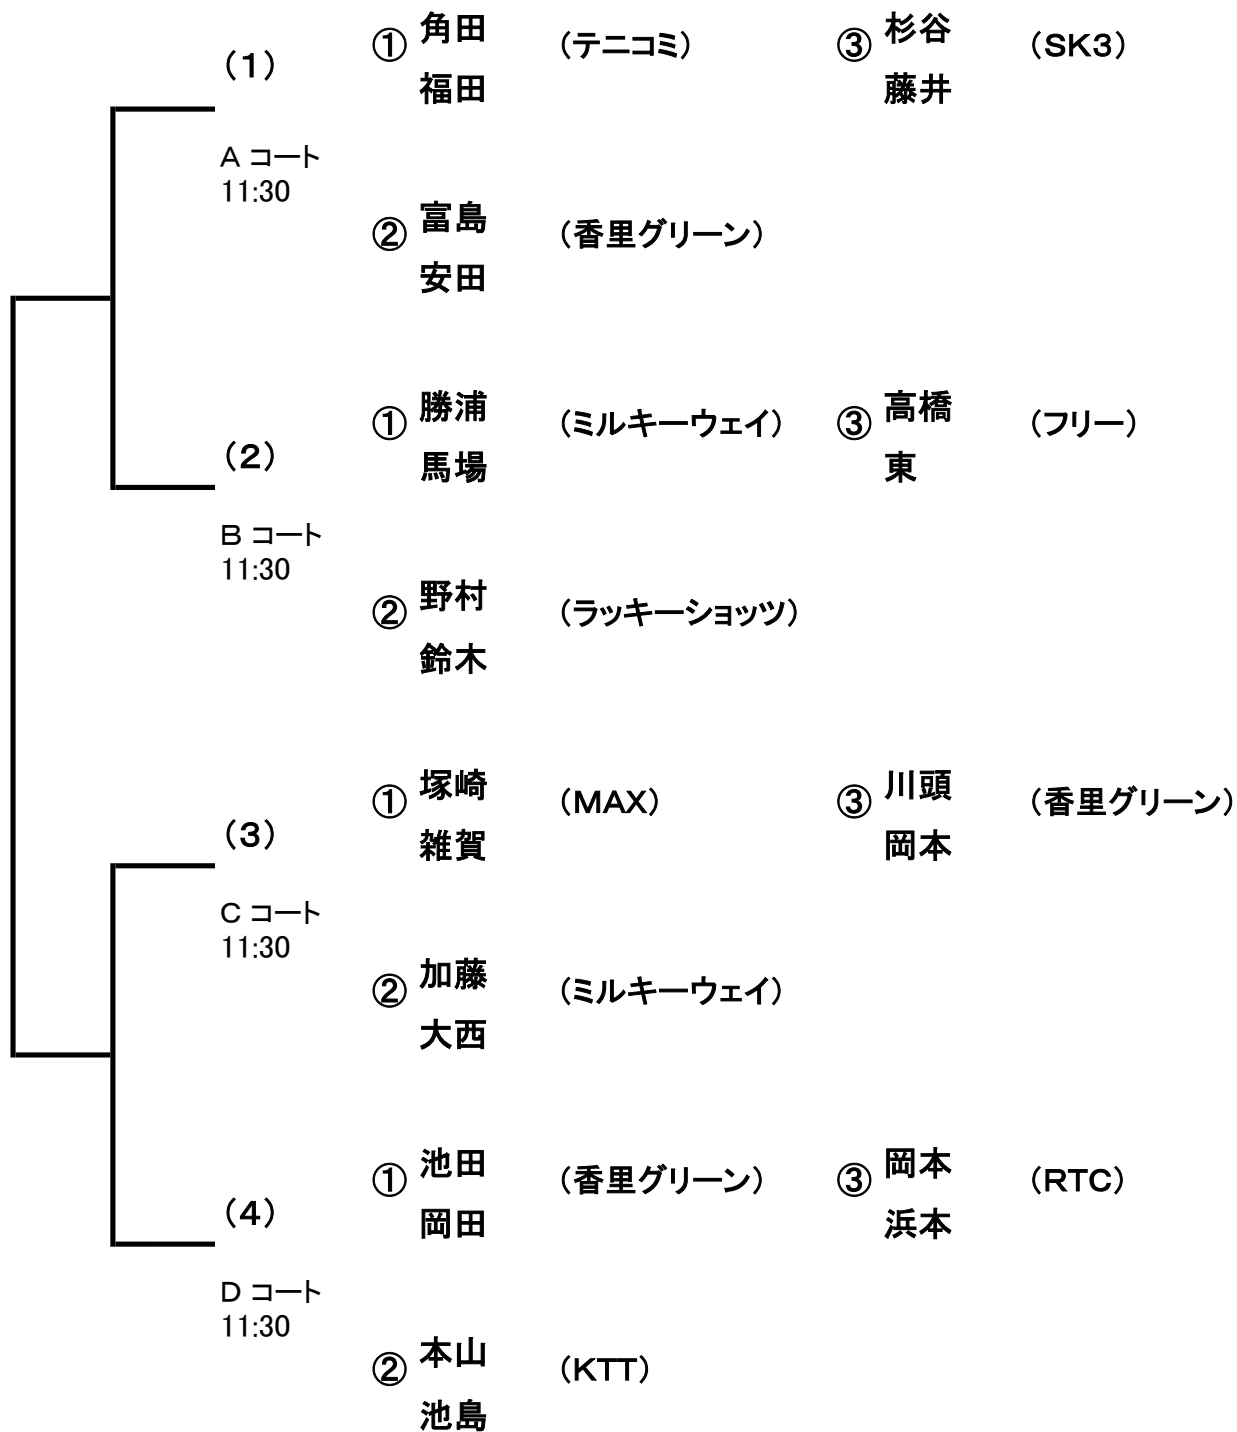 (1)
① 角田 (テニコミ) ③ 杉谷 (SK3)
福田 藤井
A コート
11:30
② 富島 (香里グリーン)
安田
(2)
① 勝浦 (ミルキーウェイ) ③ 高橋 (フリー)
馬場 東
B コート
11:30
② 野村 (ラッキーショッツ)
鈴木
(3)
① 塚崎 (MAX) ③ 川頭 (香里グリーン)
雑賀 岡本
C コート
11:30
② 加藤 (ミルキーウェイ)
大西
(4)
① 池田 (香里グリーン) ③ 岡本 (RTC)
岡田 浜本
D コート
11:30
② 本山 (KTT)
池島